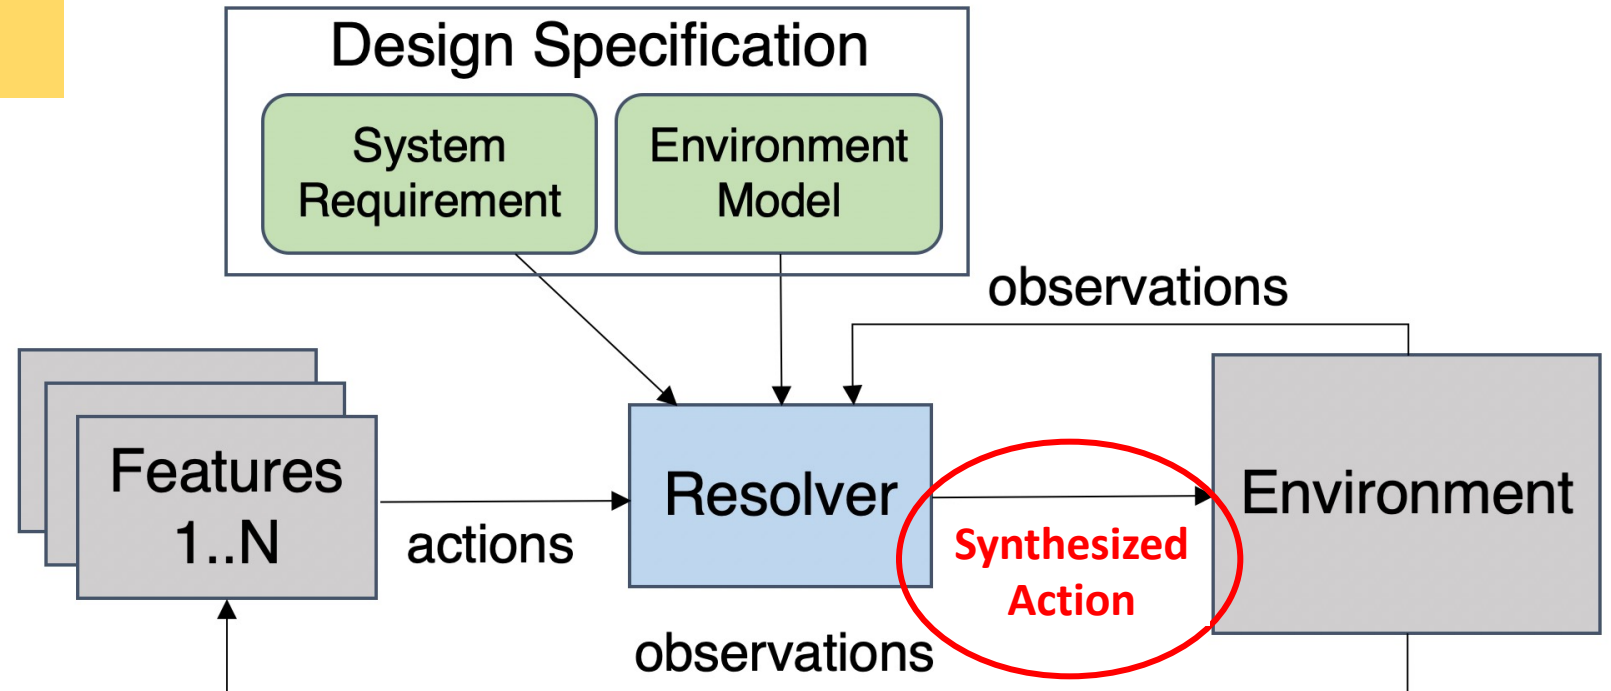 Design Specification
System
Requirement
Environment
Model
observations
Features
1..N
actions
Resolver
Synthesized
Action
Environment
observations